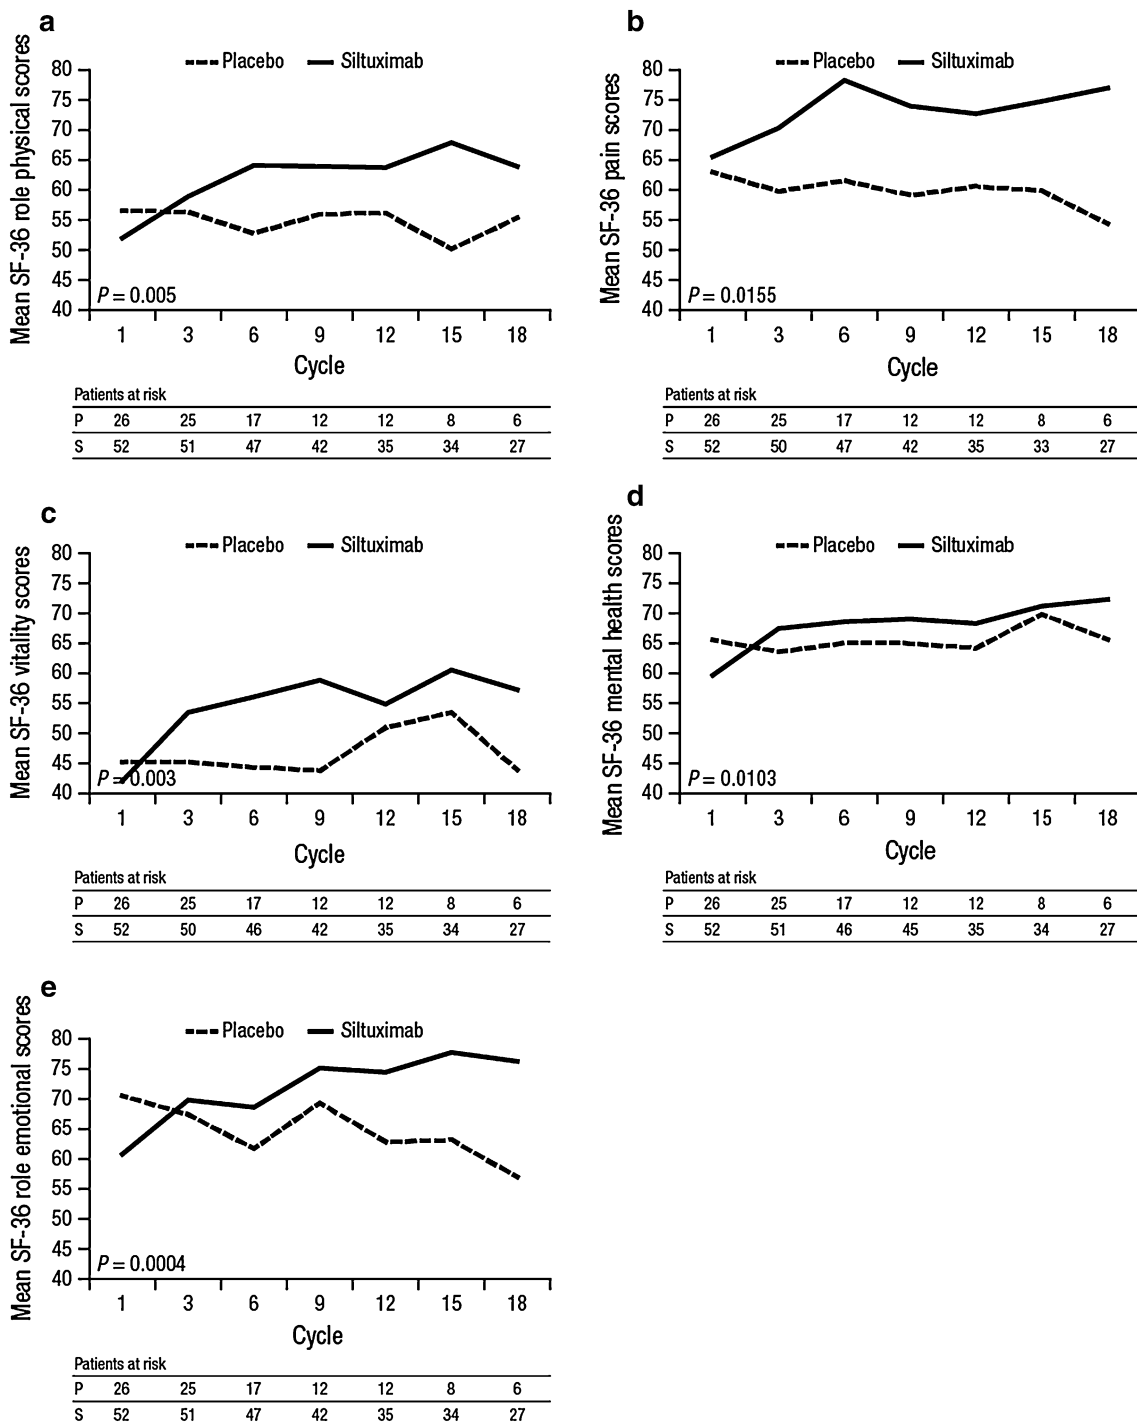 a
Placebo Siltuximab
Mean SF-36 role physical scores
80
75
70
65
60
55
50
45
40
P = 0.005
1 3 6 9 12 15 18
Cycle
Patients at risk
P 26 25 17 12 12 8 6
S 52 51 47 42 35 34 27
b
Placebo Siltuximab
Mean SF-36 pain scores
80
75
70
65
60
55
50
45
40
P = 0.0155
1 3 6 9 12 15 18
Cycle
Patients at risk
P 26 25 17 12 12 8 6
S 52 50 47 42 35 33 27
c
Placebo Siltuximab
Mean SF-36 vitality scores
80
75
70
65
60
55
50
45
40
P = 0.003
1 3 6 9 12 15 18
Cycle
Patients at risk
P 26 25 17 12 12 8 6
S 52 50 46 42 35 34 27
d
Placebo Siltuximab
Mean SF-36 mental health scores
80
75
70
65
60
55
50
45
40
P = 0.0103
1 3 6 9 12 15 18
Cycle
Patients at risk
P 26 25 17 12 12 8 6
S 52 51 46 45 35 34 27
e
Placebo Siltuximab
Mean SF-36 role emotional scores
80
75
70
65
60
55
50
45
40
P = 0.0004
1 3 6 9 12 15 18
Cycle
Patients at risk
P 26 25 17 12 12 8 6
S 52 51 47 42 35 34 27